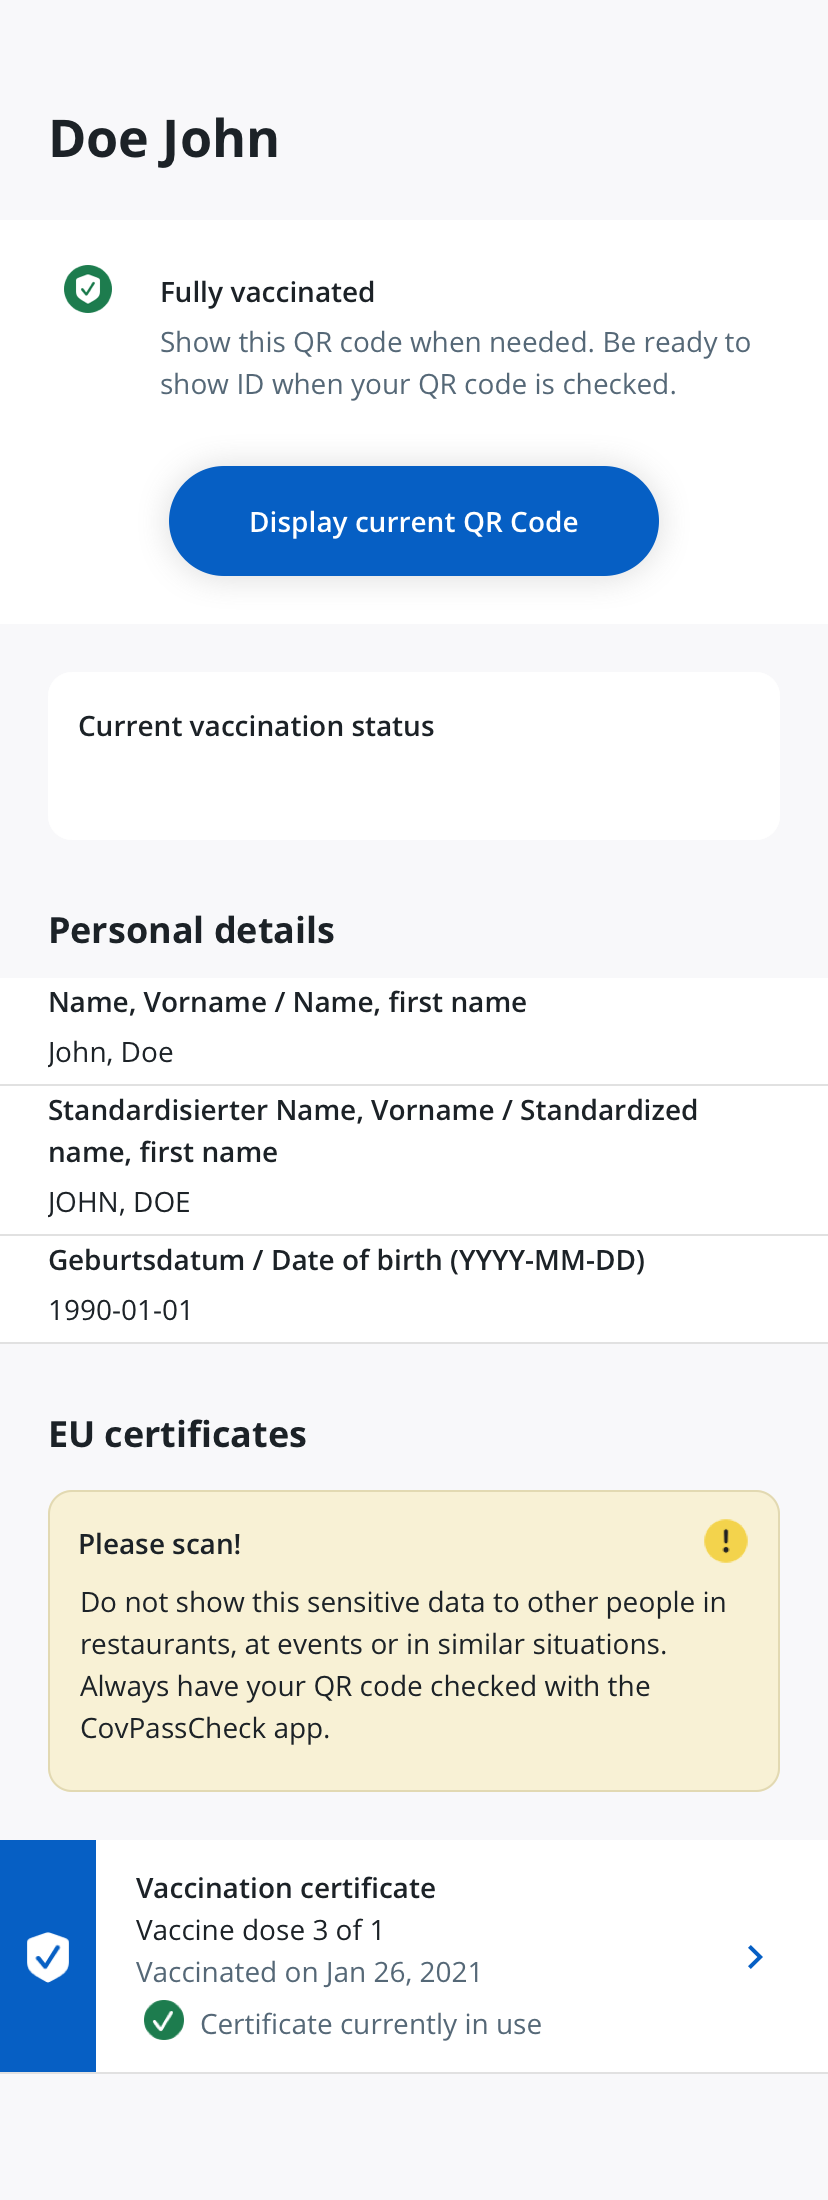 Doe John
Fully vaccinated
Show this QR code when needed. Be ready to
show ID when your QR code is checked.
Display current QR Code
Current vaccination status
Personal details
Name, Vorname / Name, first name
John, Doe
Standardisierter Name, Vorname / Standardized
name, first name
JOHN, DOE
Geburtsdatum / Date of birth (YYYY-MM-DD)
1990-01-01
EU certificates
Please scan!
Do not show this sensitive data to other people in
restaurants, at events or in similar situations.
Always have your QR code checked with the
CovPassCheck app.
Vaccination certificate
Vaccine dose 3 of 1
Vaccinated on Jan 26, 2021
Certificate currently in use